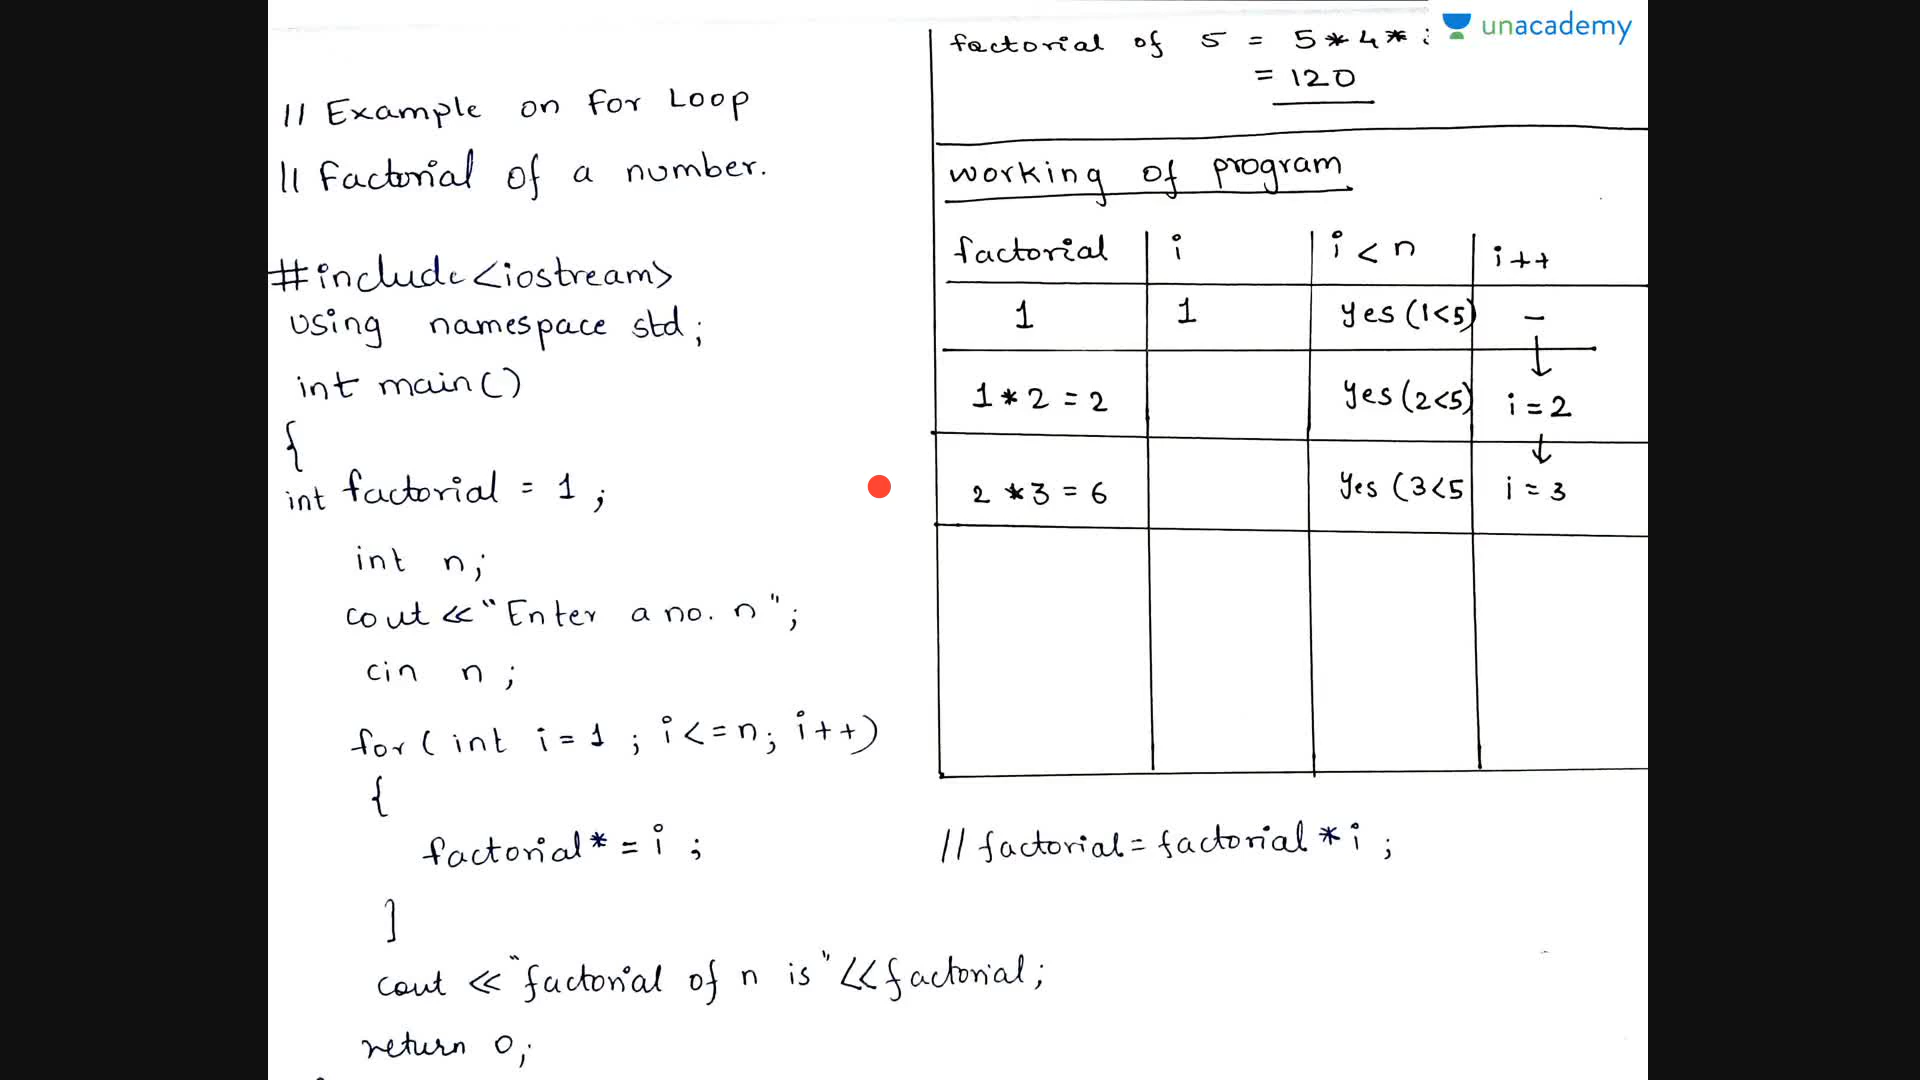 // Example on For Loop
// Factorial of a number.
#include <iostream>
using namespace std;
int main()
{
int factorial = 1;
int n;
cout << "Enter a no. n";
cin n;
for( int i=1 ; i<=n; i++)
{
factorial* = i ;
]
cout << "factorial of n is" << factorial;
return 0;
unacademy
factorial of 5 = 5*4*
= 120
working of program
factorial i i < n i++
1 1 yes (1<5) -
1 * 2 = 2 yes (2<5) i = 2
2 * 3 = 6 yes (3<5 i = 3
// factorial = factorial * i ;